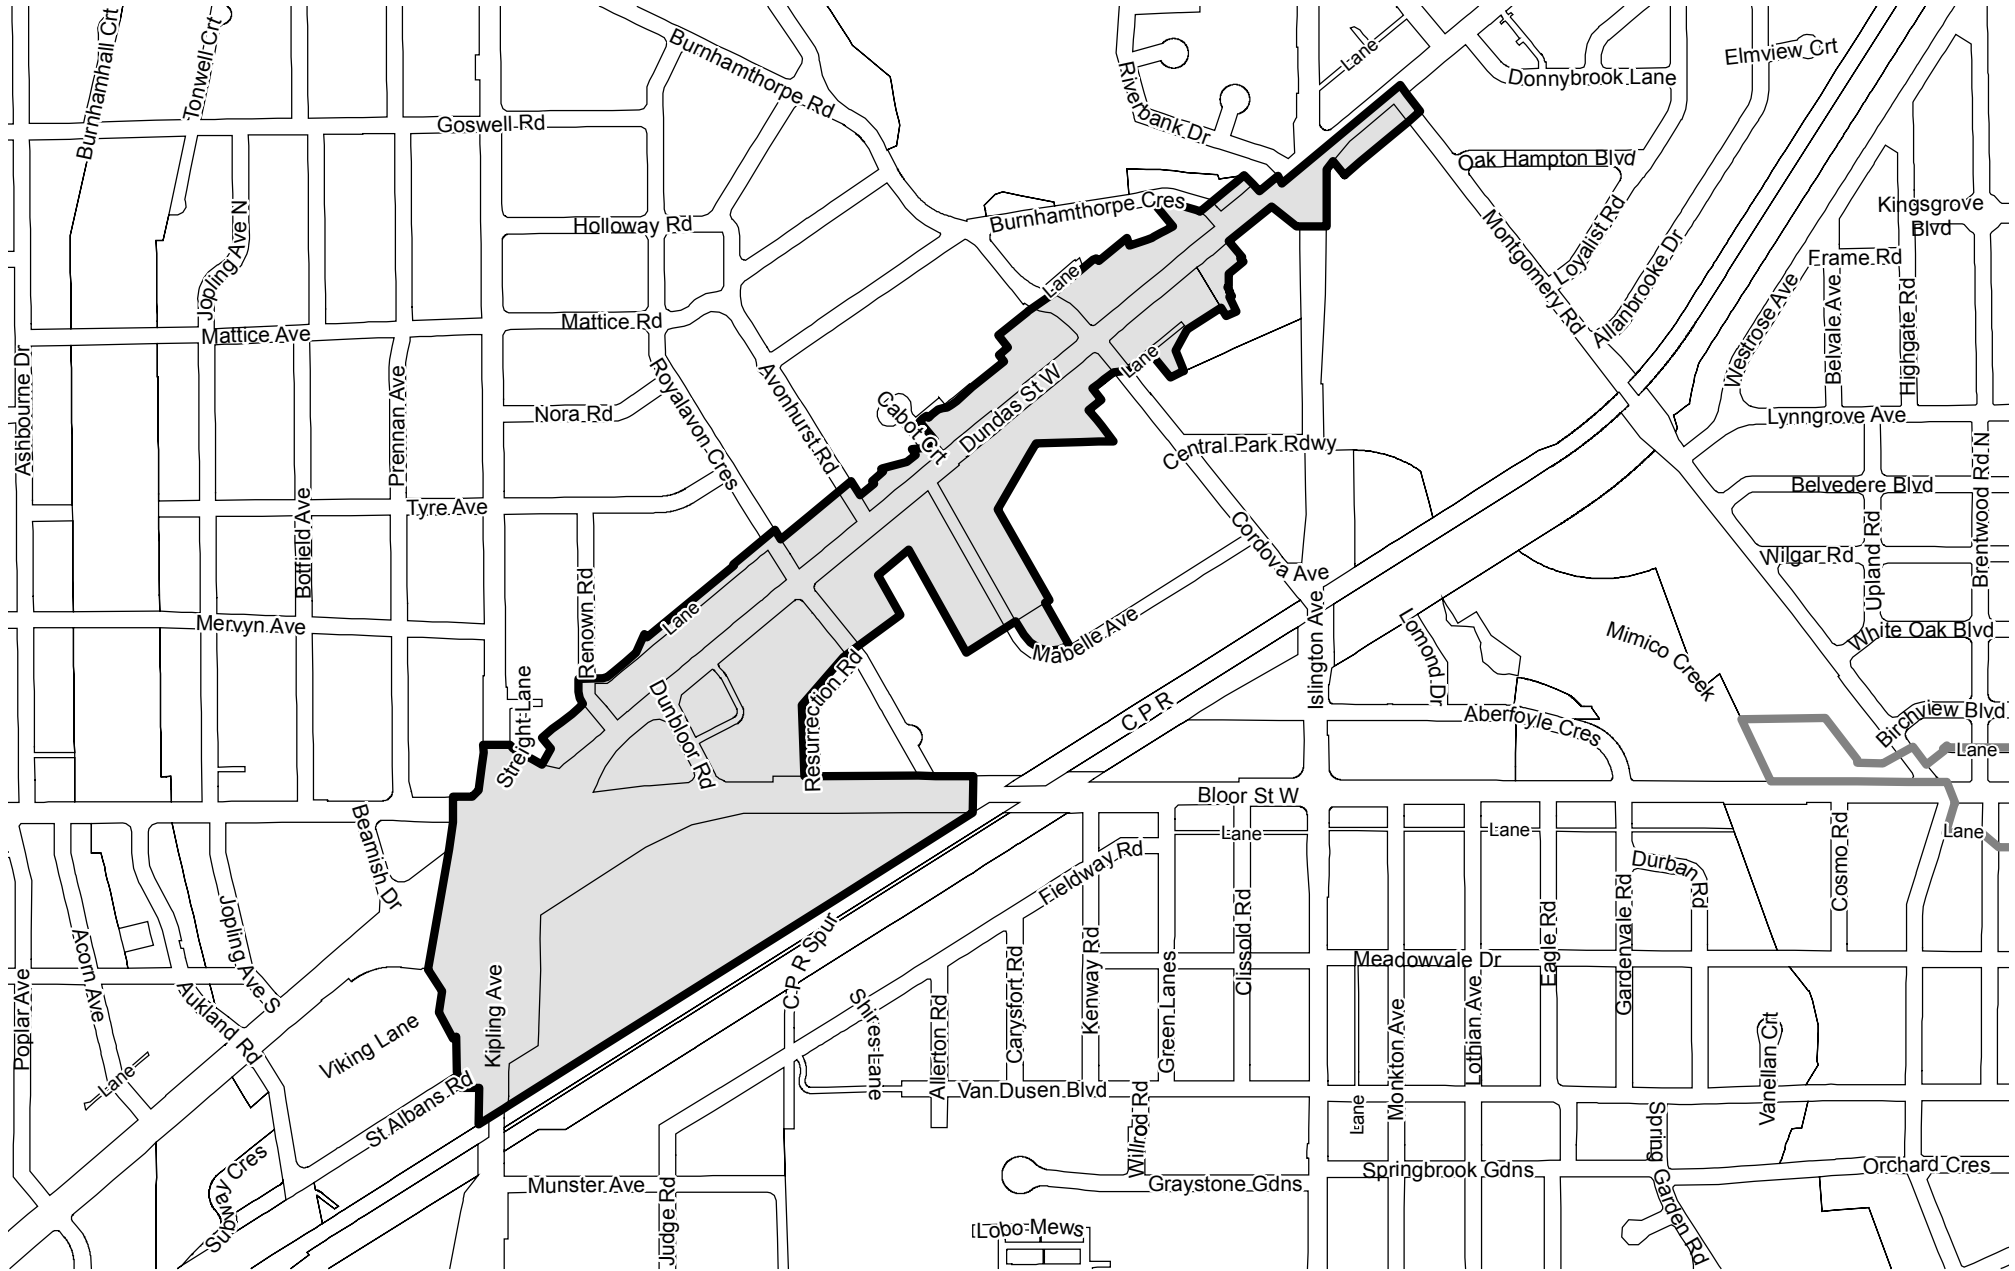 Burnhamhall Crt
Tonwell Crt
Burnhamthorpe Rd
Goswell Rd
Riverbank Dr
Lane
Donnybrook Lane
Elmview Crt
Oak Hampton Blvd
Jopling Ave N
Holloway Rd
Burnhamthorpe Cres
Montgomery Rd
Loyalist Rd
Allanbrooke Dr
Kingsgrove
Blvd
Frame Rd
Westrose Ave
Belvale Ave
Highgate Rd
Mattice Ave
Mattice Rd
Lane
Lane
Ashbourne Dr
Prennan Ave
Nora Rd
Royalavon Cres
Avonhurst Rd
Cabot Crt
Dundas St W
Central Park Rdwy
Lynngrove Ave
Belvedere Blvd
Brentwood Rd N
Botfield Ave
Tyre Ave
Cordova Ave
Wilgar Rd
Upland Rd
Mervyn Ave
Renown Rd
Lane
Mabelle Ave
Islington Ave
Lomond Dr
Mimico Creek
White Oak Blvd
Streight Lane
Dunbloor Rd
Resurrection Rd
C P R
Aberfoyle Cres
Birchview Blvd
Lane
Bloor St W
Beamish Dr
Lane
Lane
Lane
Fieldway Rd
Durban Rd
Cosmo Rd
Acorn Ave
Jopling Ave S
Poplar Ave
Aukland Rd
Viking Lane
Kipling Ave
C P R Spur
Shires Lane
Allerton Rd
Carysfort Rd
Kenway Rd
Green Lanes
Clissold Rd
Meadowvale Dr
Eagle Rd
Gardenvale Rd
Lothian Ave
Monkton Ave
Vanellan Crt
Lane
St Albans Rd
Van Dusen Blvd
Willrod Rd
Lane
Spring Garden Rd
Subway Cres
Munster Ave
Judge Rd
Graystone Gdns
Springbrook Gdns
Orchard Cres
Lobo Mews